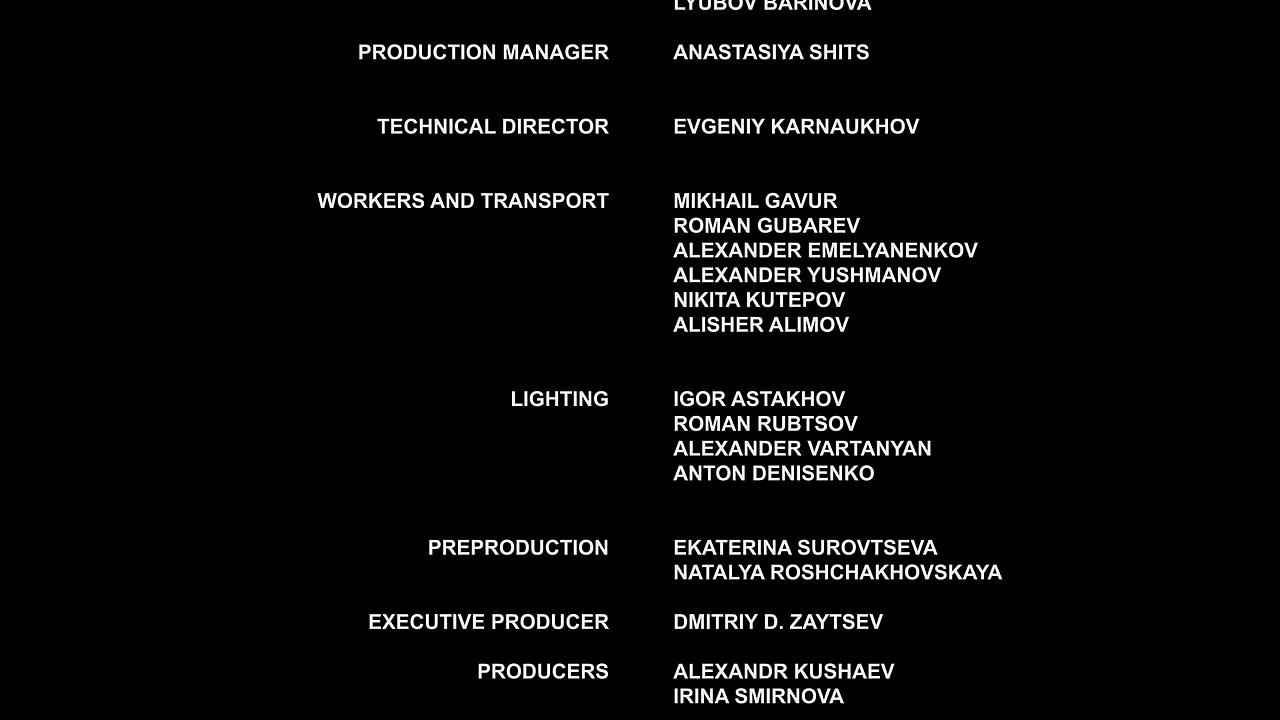 LYUBOV BARINOVA
PRODUCTION MANAGER ANASTASIYA SHITS
TECHNICAL DIRECTOR EVGENIY KARNAUKHOV
WORKERS AND TRANSPORT MIKHAIL GAVUR
ROMAN GUBAREV
ALEXANDER EMELYANENKOV
ALEXANDER YUSHMANOV
NIKITA KUTEPOV
ALISHER ALIMOV
LIGHTING IGOR ASTAKHOV
ROMAN RUBTSOV
ALEXANDER VARTANYAN
ANTON DENISENKO
PREPRODUCTION EKATERINA SUROVTSEVA
NATALYA ROSHCHAKHOVSKAYA
EXECUTIVE PRODUCER DMITRIY D. ZAYTSEV
PRODUCERS ALEXANDR KUSHAEV
IRINA SMIRNOVA